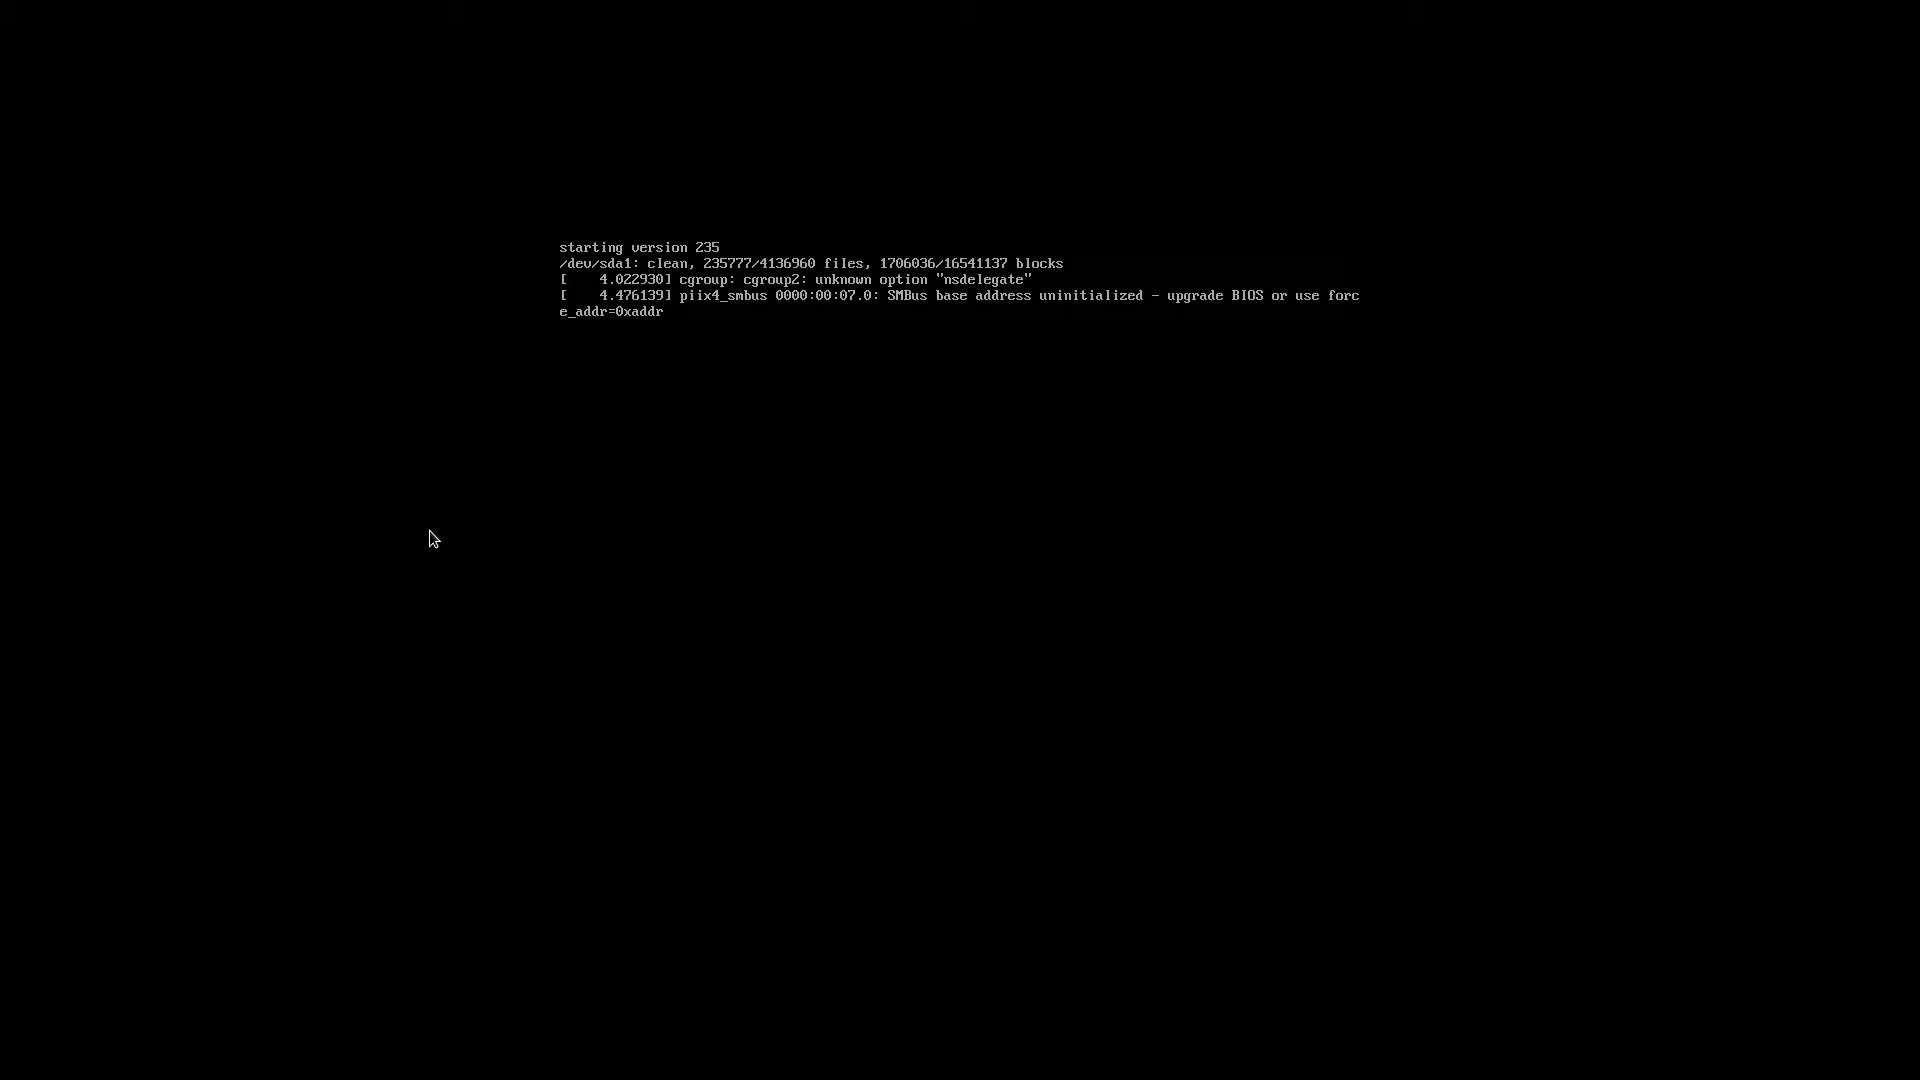 starting version 235
/dev/sda1: clean, 235777/4136960 files, 1706036/16541137 blocks
[    4.022930] cgroup: cgroup2: unknown option "nsdelegate"
[    4.476139] piix4_smbus 0000:00:07.0: SMBus base address uninitialized - upgrade BIOS or use forc
e_addr=0xaddr